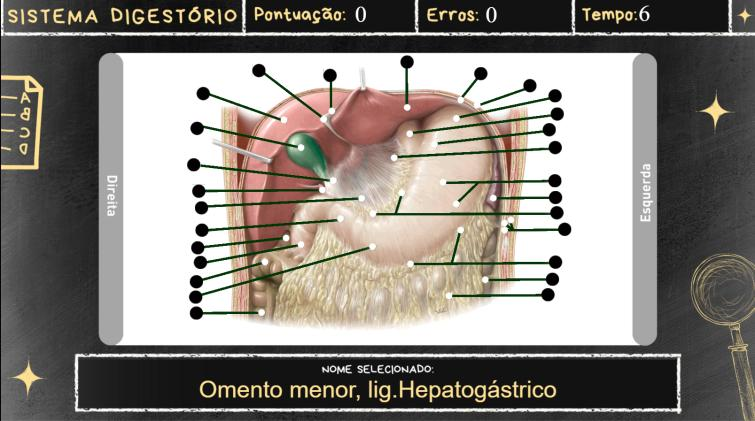 SISTEMA DIGESTÓRIO
Pontuação: 0
Erros: 0
Tempo:6
A
B
C
D
Direita
Esquerda
NOME SELECIONADO:
Omento menor, lig.Hepatogástrico